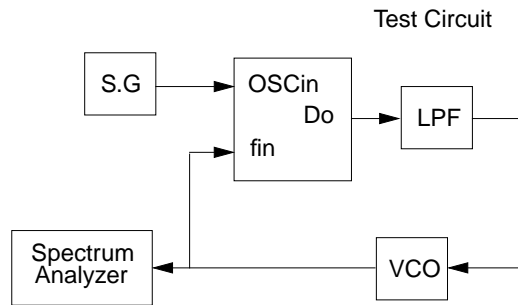 Test Circuit
S.G
OSCin
Do
LPF
fin
Spectrum
Analyzer
VCO